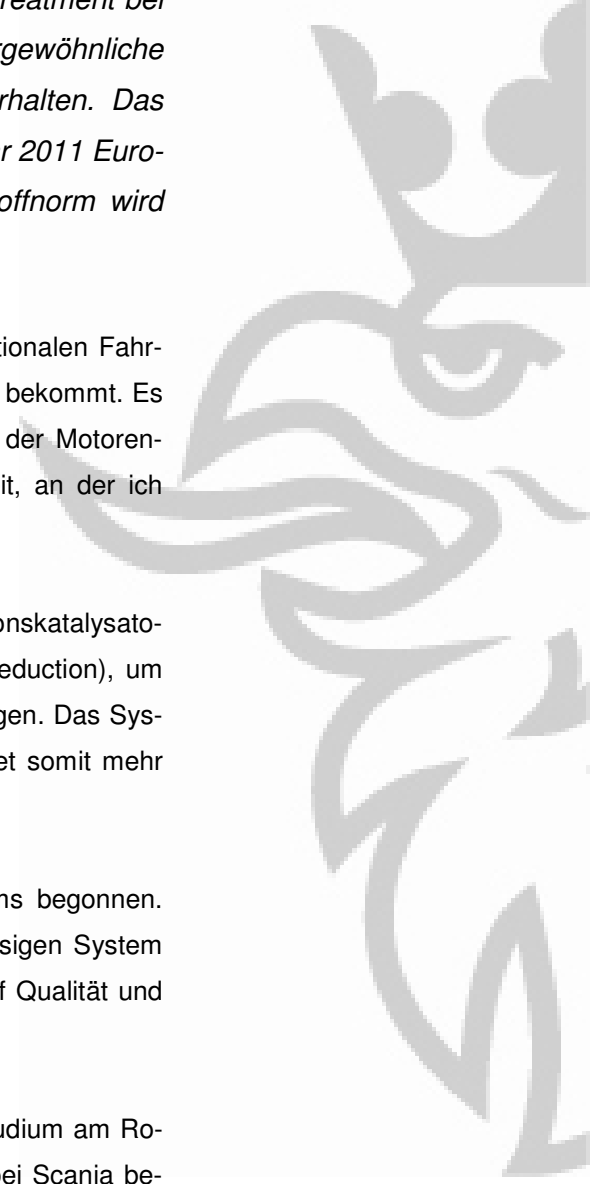 treatment bei
rgewöhnliche
rhalten. Das
r 2011 Euro-
offnorm wird
tionalen Fahr-
bekommt. Es
der Motoren-
it, an der ich
onskatalysato-
eduction), um
gen. Das Sys-
et somit mehr
ns begonnen.
sigen System
f Qualität und
udium am Ro-
bei Scania be-